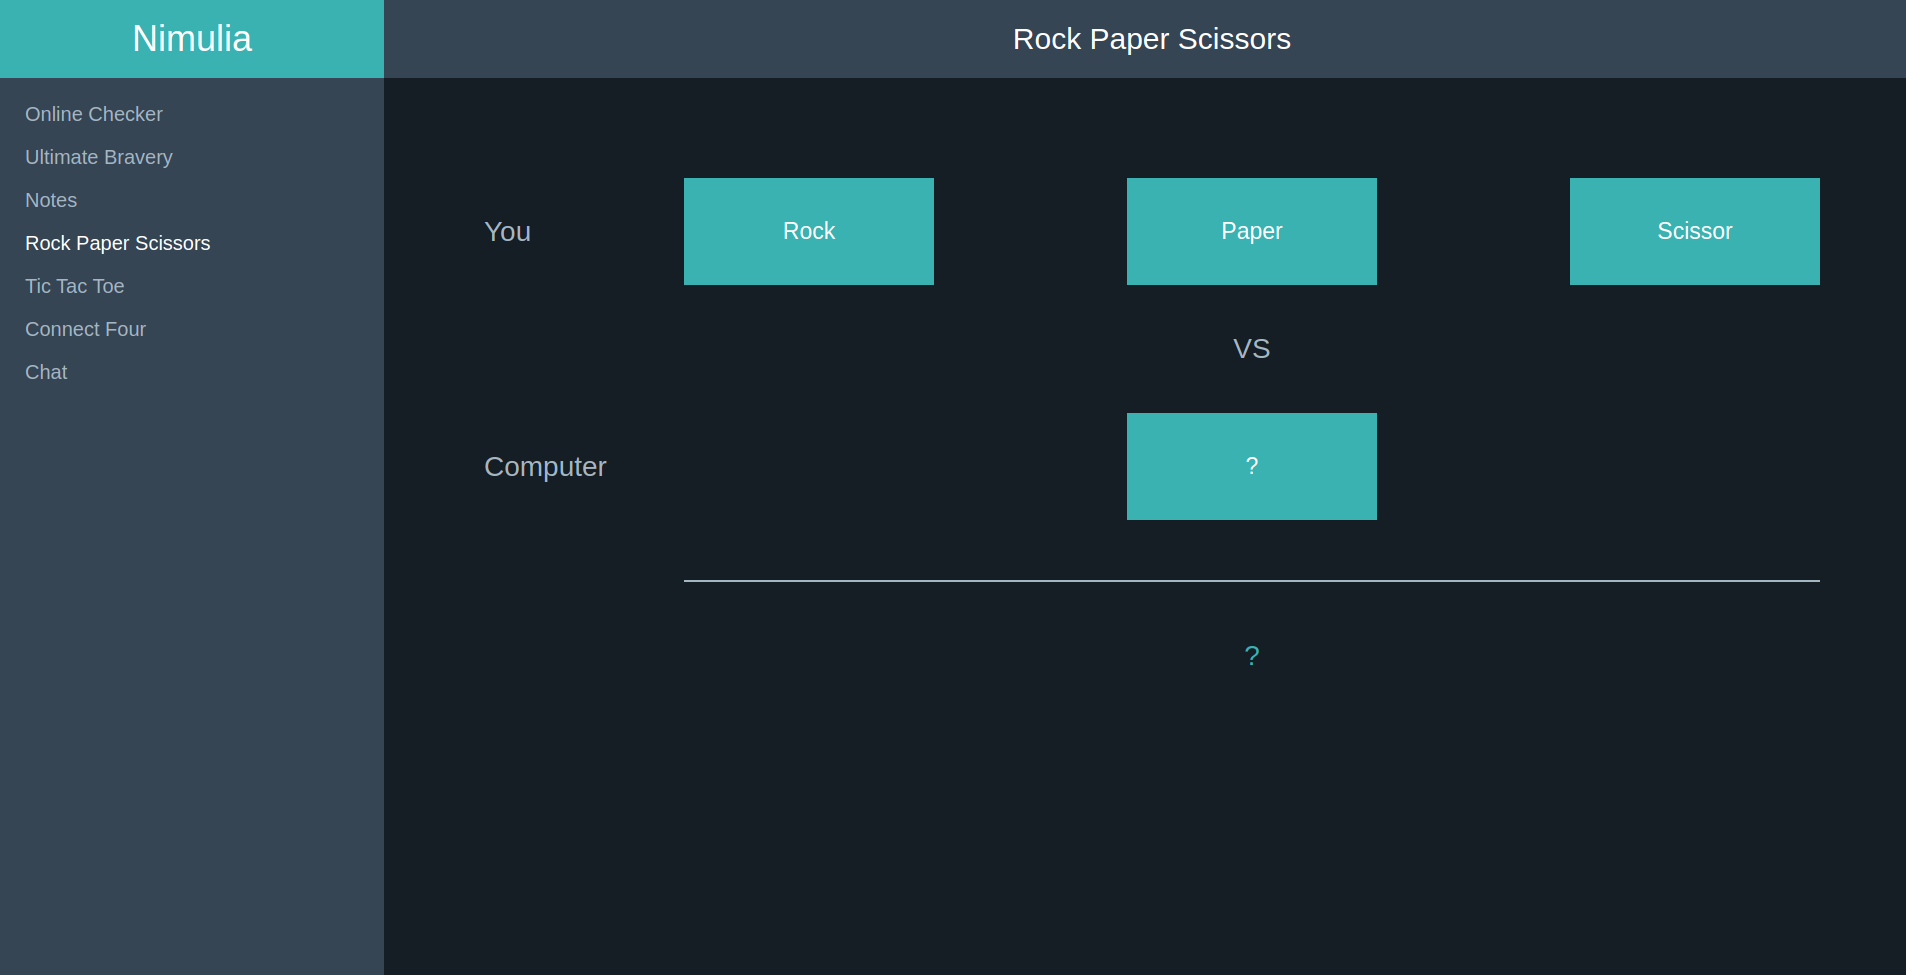 Nimulia
Rock Paper Scissors
Online Checker
Ultimate Bravery
Notes
Rock Paper Scissors
Tic Tac Toe
Connect Four
Chat
You
Rock
Paper
Scissor
VS
Computer
?
?